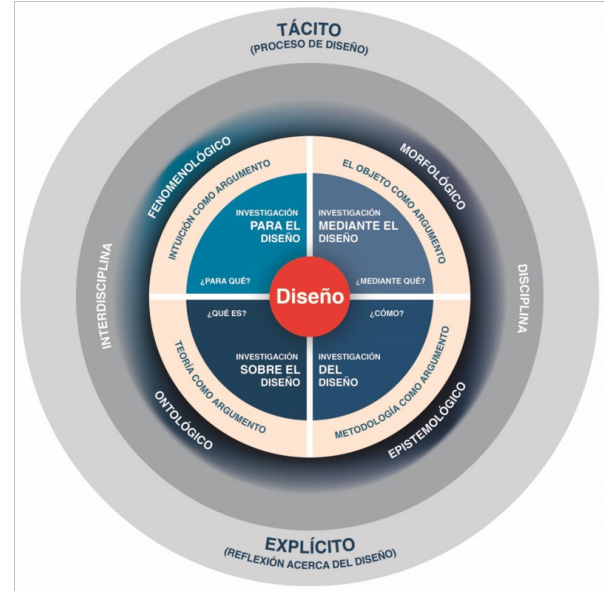 TÁCITO
(PROCESO DE DISEÑO)
FENOMENOLÓGICO
MORFOLÓGICO
INTUICIÓN COMO ARGUMENTO
EL OBJETO COMO ARGUMENTO
INVESTIGACIÓN
PARA EL
DISEÑO
INVESTIGACIÓN
MEDIANTE EL
DISEÑO
INTERDISCIPLINA
DISCIPLINA
¿PARA QUÉ?
¿MEDIANTE QUÉ?
Diseño
¿QUÉ ES?
¿CÓMO?
INVESTIGACIÓN
SOBRE EL
DISEÑO
INVESTIGACIÓN
DEL
DISEÑO
TEORÍA COMO ARGUMENTO
METODOLOGÍA COMO ARGUMENTO
ONTOLÓGICO
EPISTEMOLÓGICO
EXPLÍCITO
(REFLEXIÓN ACERCA DEL DISEÑO)